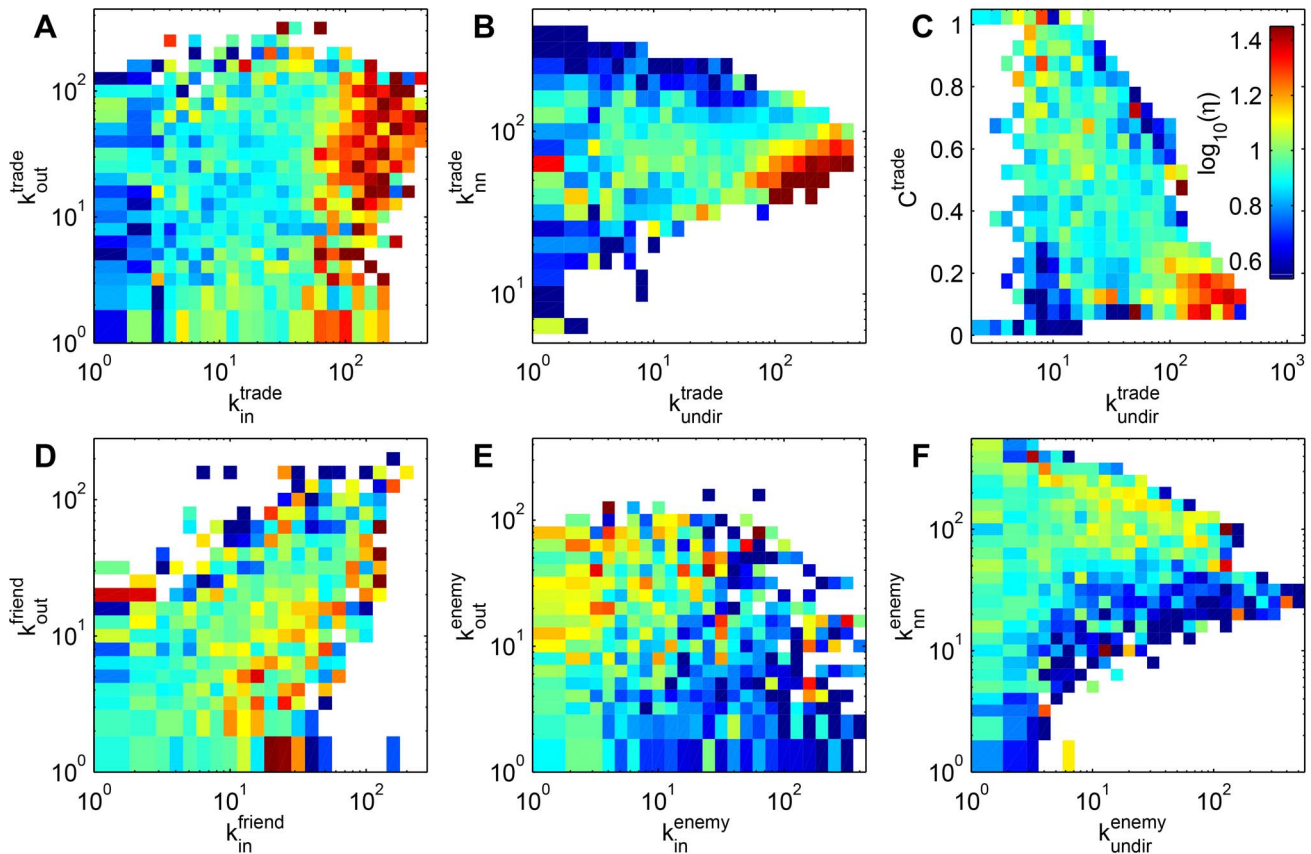 A
10^2
10^1
10^0
k_out^trade
10^0 10^1 10^2
k_in^trade
B
10^2
10^1
k_nn^trade
10^0 10^1 10^2
k_undir^trade
C
1
0.8
0.6
0.4
0.2
0
C^trade
10^1 10^2 10^3
k_undir^trade
log_10(η)
1.4
1.2
1
0.8
0.6
D
10^2
10^1
10^0
k_out^friend
10^0 10^1 10^2
k_in^friend
E
10^2
10^1
10^0
k_out^enemy
10^0 10^1 10^2
k_in^enemy
F
10^2
10^1
10^0
k_nn^enemy
10^0 10^1 10^2
k_undir^enemy